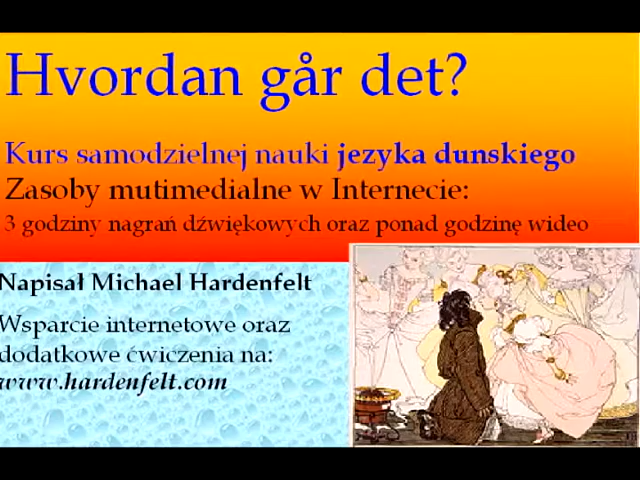 Hvordan går det?
Kurs samodzielnej nauki jezyka dunskiego
Zasoby mutimedialne w Internecie:
3 godziny nagrań dźwiękowych oraz ponad godzinę wideo
Napisał Michael Hardenfelt
Wsparcie internetowe oraz
dodatkowe ćwiczenia na:
www.hardenfelt.com